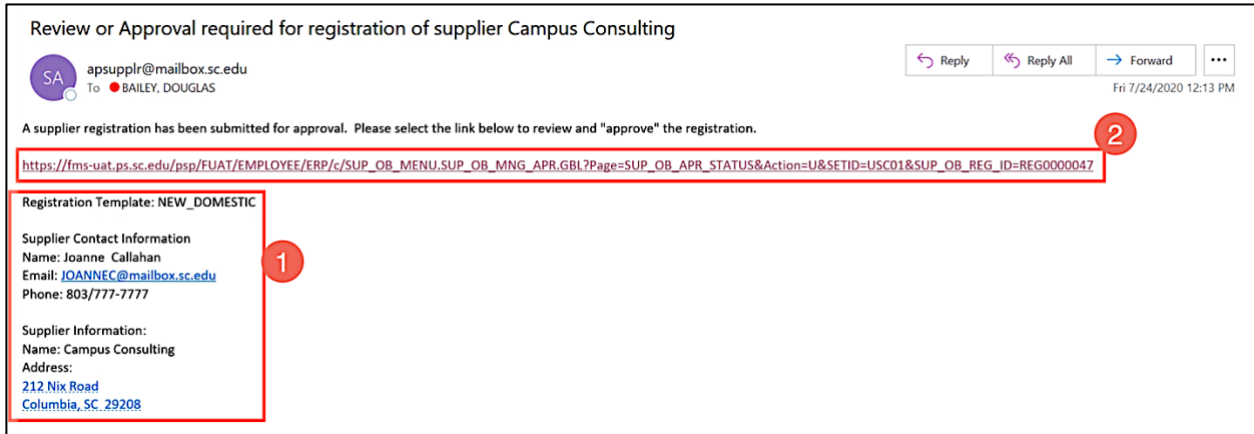 Review or Approval required for registration of supplier Campus Consulting
SA
apsupplr@mailbox.sc.edu
To BAILEY, DOUGLAS
Reply
Reply All
Forward
Fri 7/24/2020 12:13 PM
A supplier registration has been submitted for approval. Please select the link below to review and "approve" the registration.
2
https://fms-uat.ps.sc.edu/psp/FUAT/EMPLOYEE/ERP/c/SUP_OB_MENU.SUP_OB_MNG_APR.GBL?Page=SUP_OB_APR_STATUS&Action=U&SETID=USC01&SUP_OB_REG_ID=REG0000047
Registration Template: NEW_DOMESTIC
Supplier Contact Information
Name: Joanne Callahan
1
Email: JOANNEC@mailbox.sc.edu
Phone: 803/777-7777
Supplier Information:
Name: Campus Consulting
Address:
212 Nix Road
Columbia, SC 29208